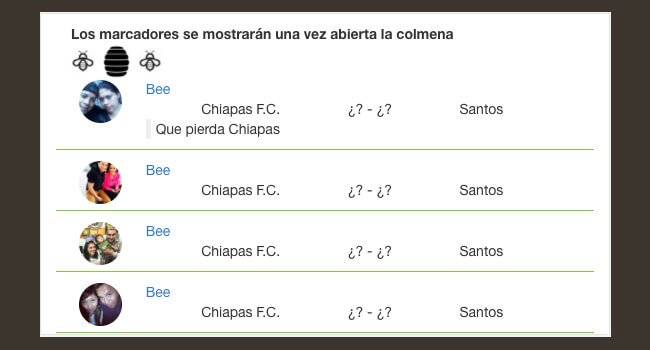 Los marcadores se mostrarán una vez abierta la colmena
Bee
Chiapas F.C. ¿? - ¿? Santos
Que pierda Chiapas
Bee
Chiapas F.C. ¿? - ¿? Santos
Bee
Chiapas F.C. ¿? - ¿? Santos
Bee
Chiapas F.C. ¿? - ¿? Santos